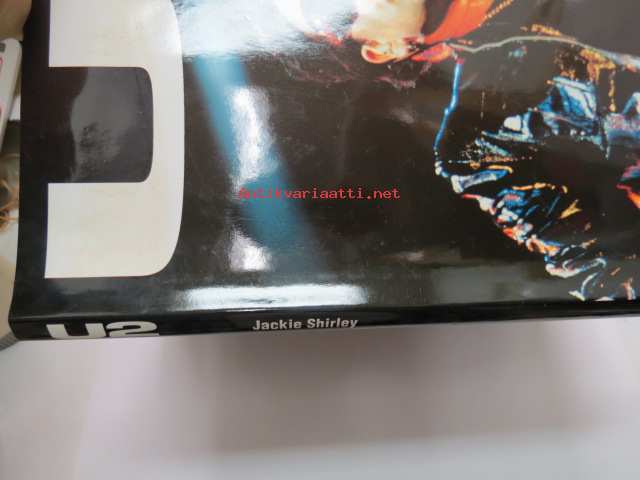 U
Antikvariaatti.net
U2
Jackie Shirley